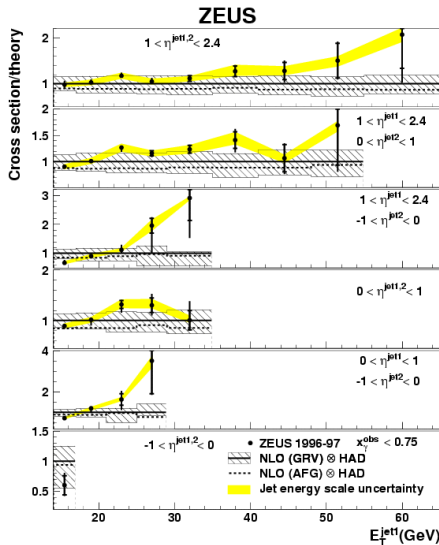 ZEUS
Cross section/theory
2
1.5
1
1 < η^jet1,2 < 2.4
2
1.5
1
1 < η^jet1 < 2.4
0 < η^jet2 < 1
3
2
1
1 < η^jet1 < 2.4
-1 < η^jet2 < 0
2
1
0 < η^jet1,2 < 1
4
2
0 < η^jet1 < 1
-1 < η^jet2 < 0
1.5
1
0.5
-1 < η^jet1,2 < 0
ZEUS 1996-97
x_γ^obs < 0.75
NLO (GRV) ⊗ HAD
NLO (AFG) ⊗ HAD
Jet energy scale uncertainty
20 30 40 50 60
E_T^jet1 (GeV)